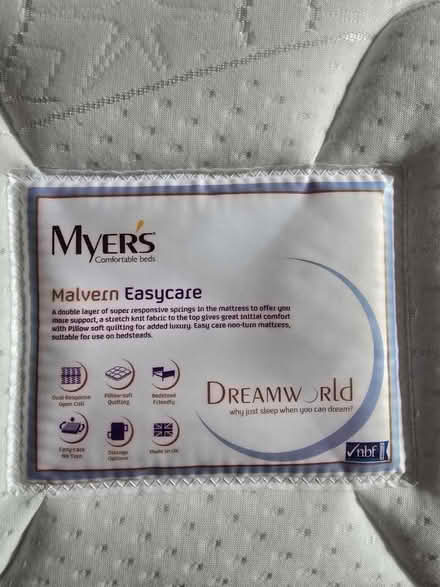 MYER'S
Comfortable beds
Malvern Easycare
A double layer of super responsive springs in the mattress to offer you
more support, a stretch knit fabric to the top gives great initial comfort
with Pillow soft quilting for added luxury. Easy care non-turn mattress,
suitable for use on bedsteads.
Dual Response
Open Coil
Pillow-soft
Quilting
Bedstead
Friendly
Easy Care
No Turn
Storage
Options
Made in UK
DREAMWORLD
why just sleep when you can dream?
nbf